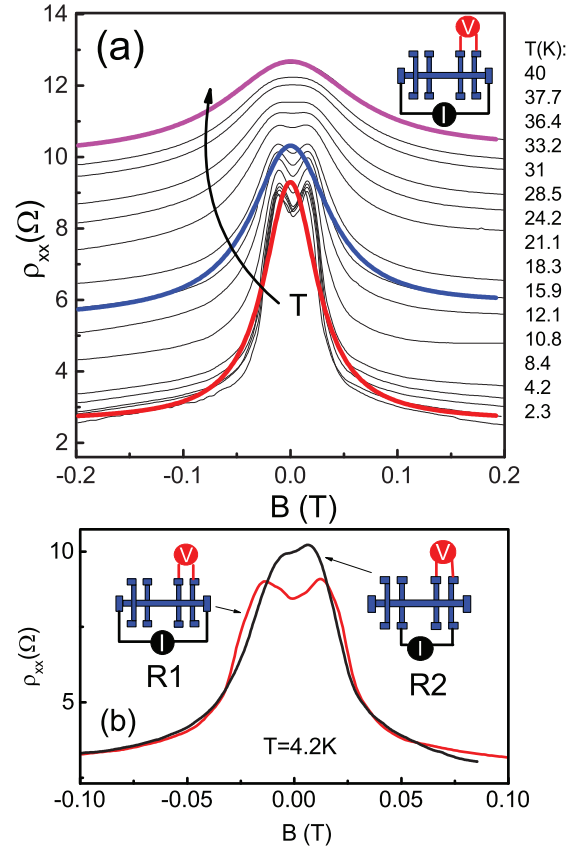 (a)
V
I
T(K):
40
37.7
36.4
33.2
31
28.5
24.2
21.1
18.3
15.9
12.1
10.8
8.4
4.2
2.3
14
12
10
8
6
4
2
ρxx(Ω)
T
-0.2 -0.1 0.0 0.1 0.2
B (T)
V V
10
5
ρxx(Ω)
I I
R1 R2
(b)
T=4.2K
-0.10 -0.05 0.00 0.05 0.10
B (T)